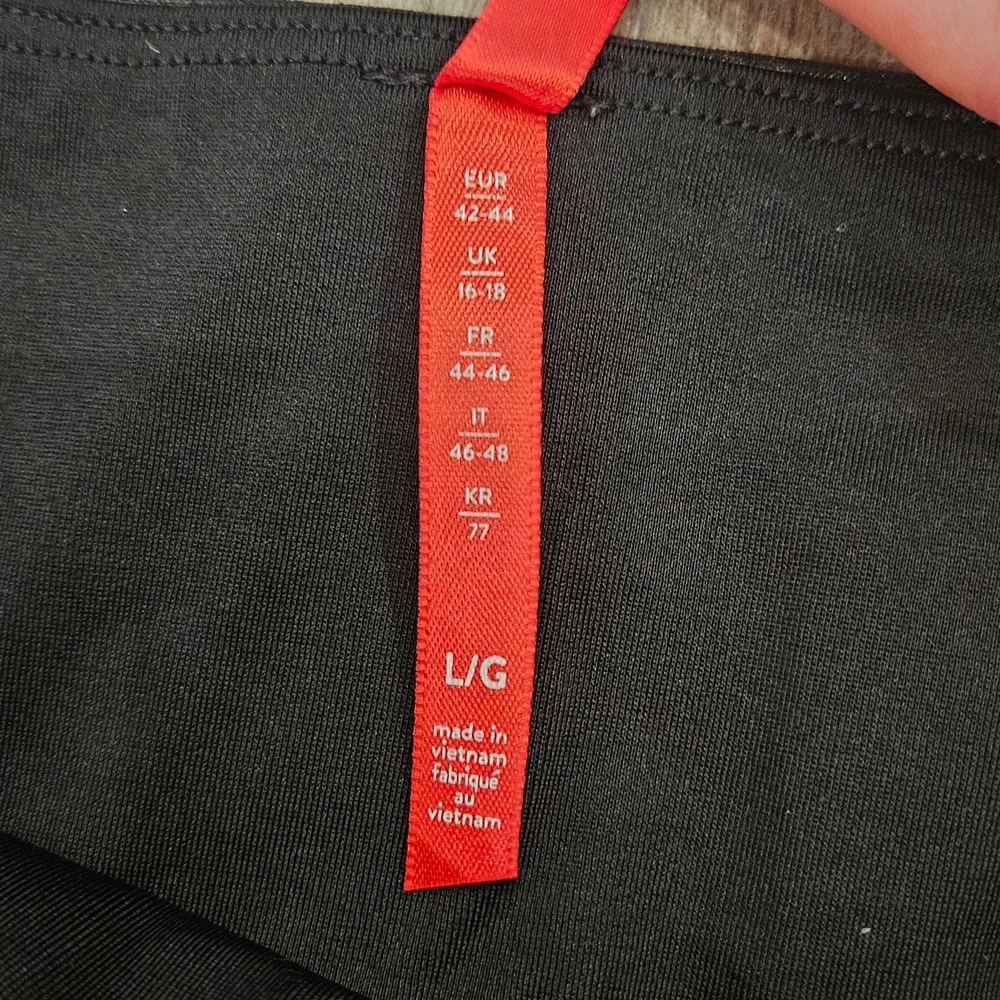 EUR
42-44
UK
16-18
FR
44-46
IT
46-48
KR
77
L/G
made in
vietnam
fabriqué
au
vietnam